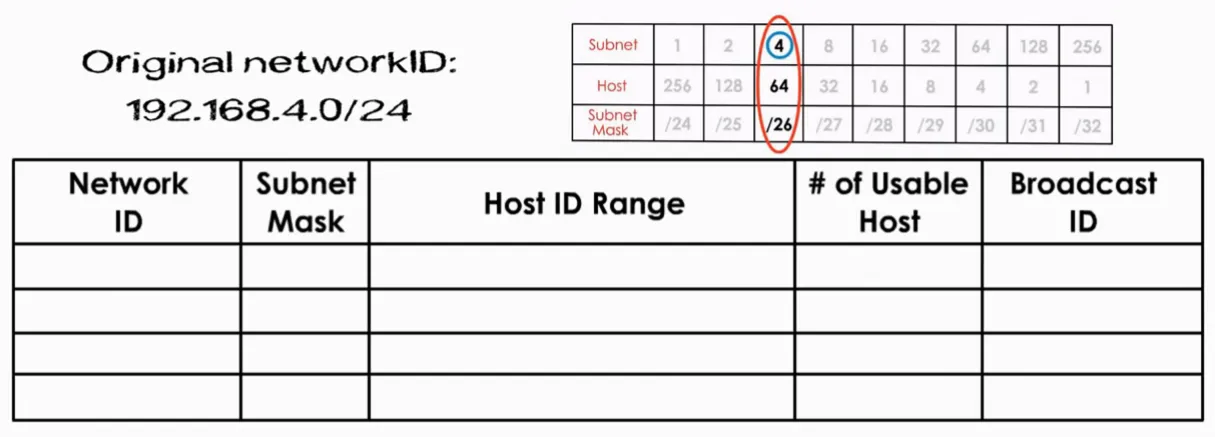 Original networkID:
192.168.4.0/24
Subnet 1 2 4 8 16 32 64 128 256
Host 256 128 64 32 16 8 4 2 1
Subnet
Mask /24 /25 /26 /27 /28 /29 /30 /31 /32
Network
ID
Subnet
Mask
Host ID Range
# of Usable
Host
Broadcast
ID